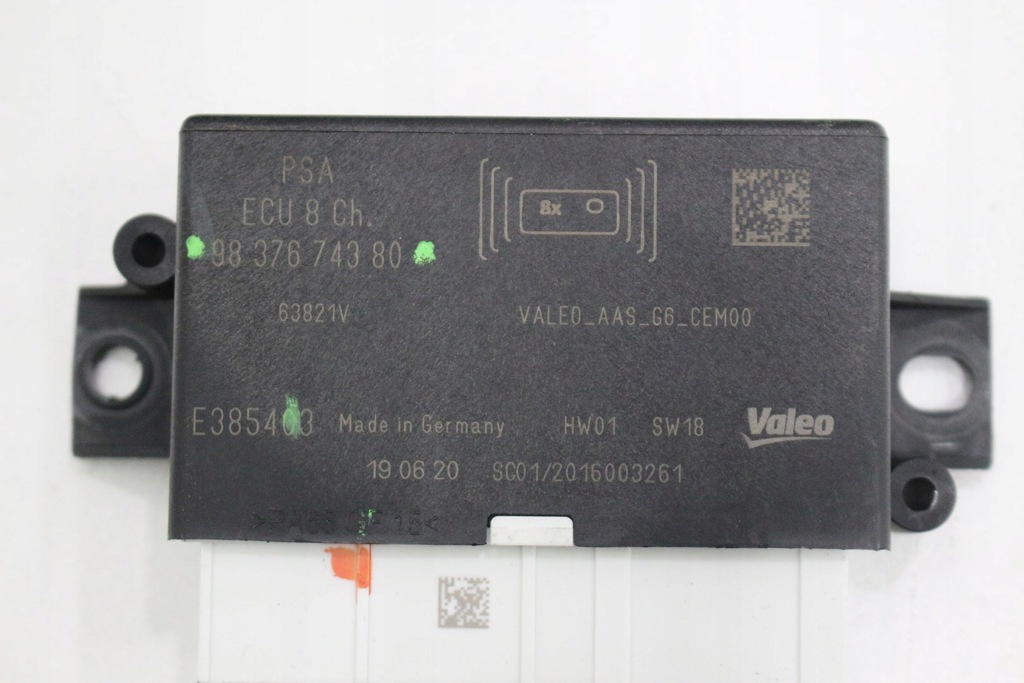 PSA
ECU 8 Ch.
98 376 743 80
8x
63821V
VALEO_AAS_G6_CEM00
E385403 Made in Germany HW01 SW18 Valeo
19.06.20 SC01/2016003261